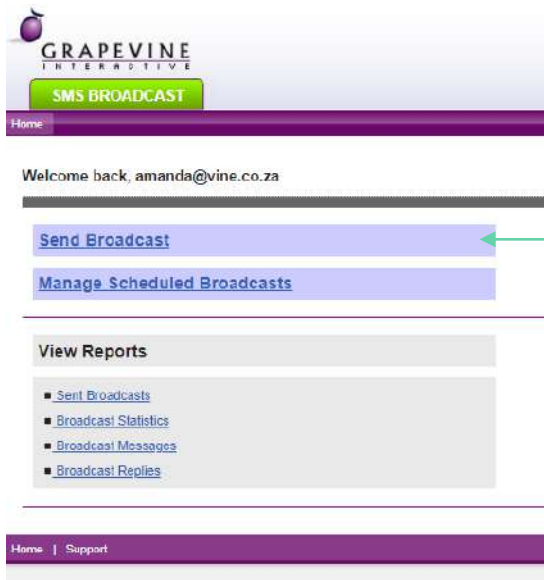 GRAPEVINE
INTERACTIVE
SMS BROADCAST
Home
Welcome back, amanda@vine.co.za
Send Broadcast
Manage Scheduled Broadcasts
View Reports
Sent Broadcasts
Broadcast Statistics
Broadcast Messages
Broadcast Replies
Home | Support